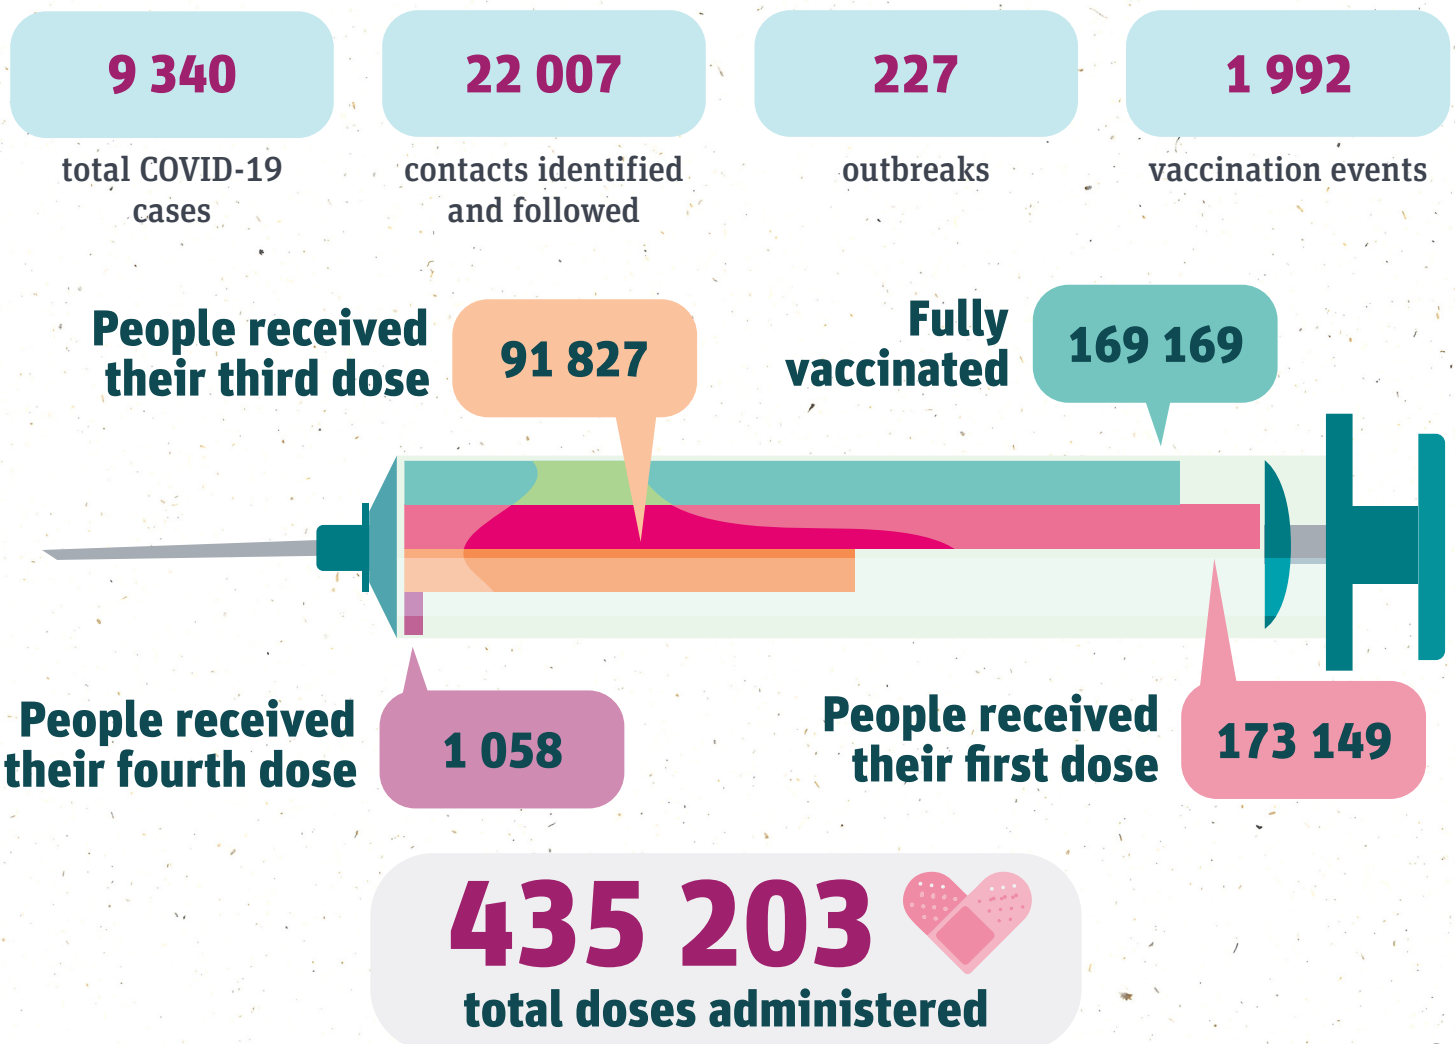 9 340
total COVID-19
cases
22 007
contacts identified
and followed
227
outbreaks
1 992
vaccination events
People received
their third dose
91 827
Fully
vaccinated
169 169
People received
their fourth dose
1 058
People received
their first dose
173 149
435 203
total doses administered